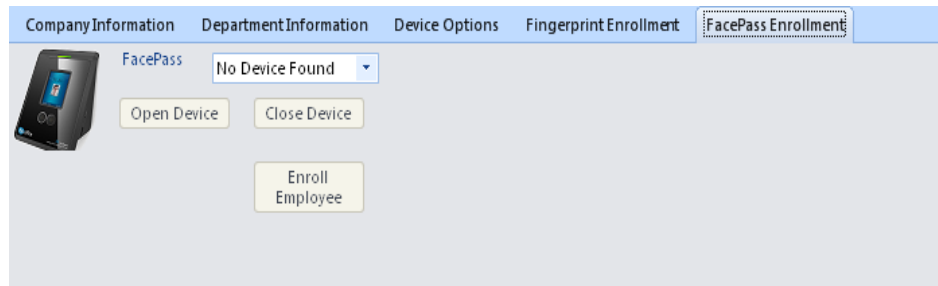 Company Information Department Information Device Options Fingerprint Enrollment FacePass Enrollment
FacePass No Device Found
Open Device Close Device
Enroll
Employee